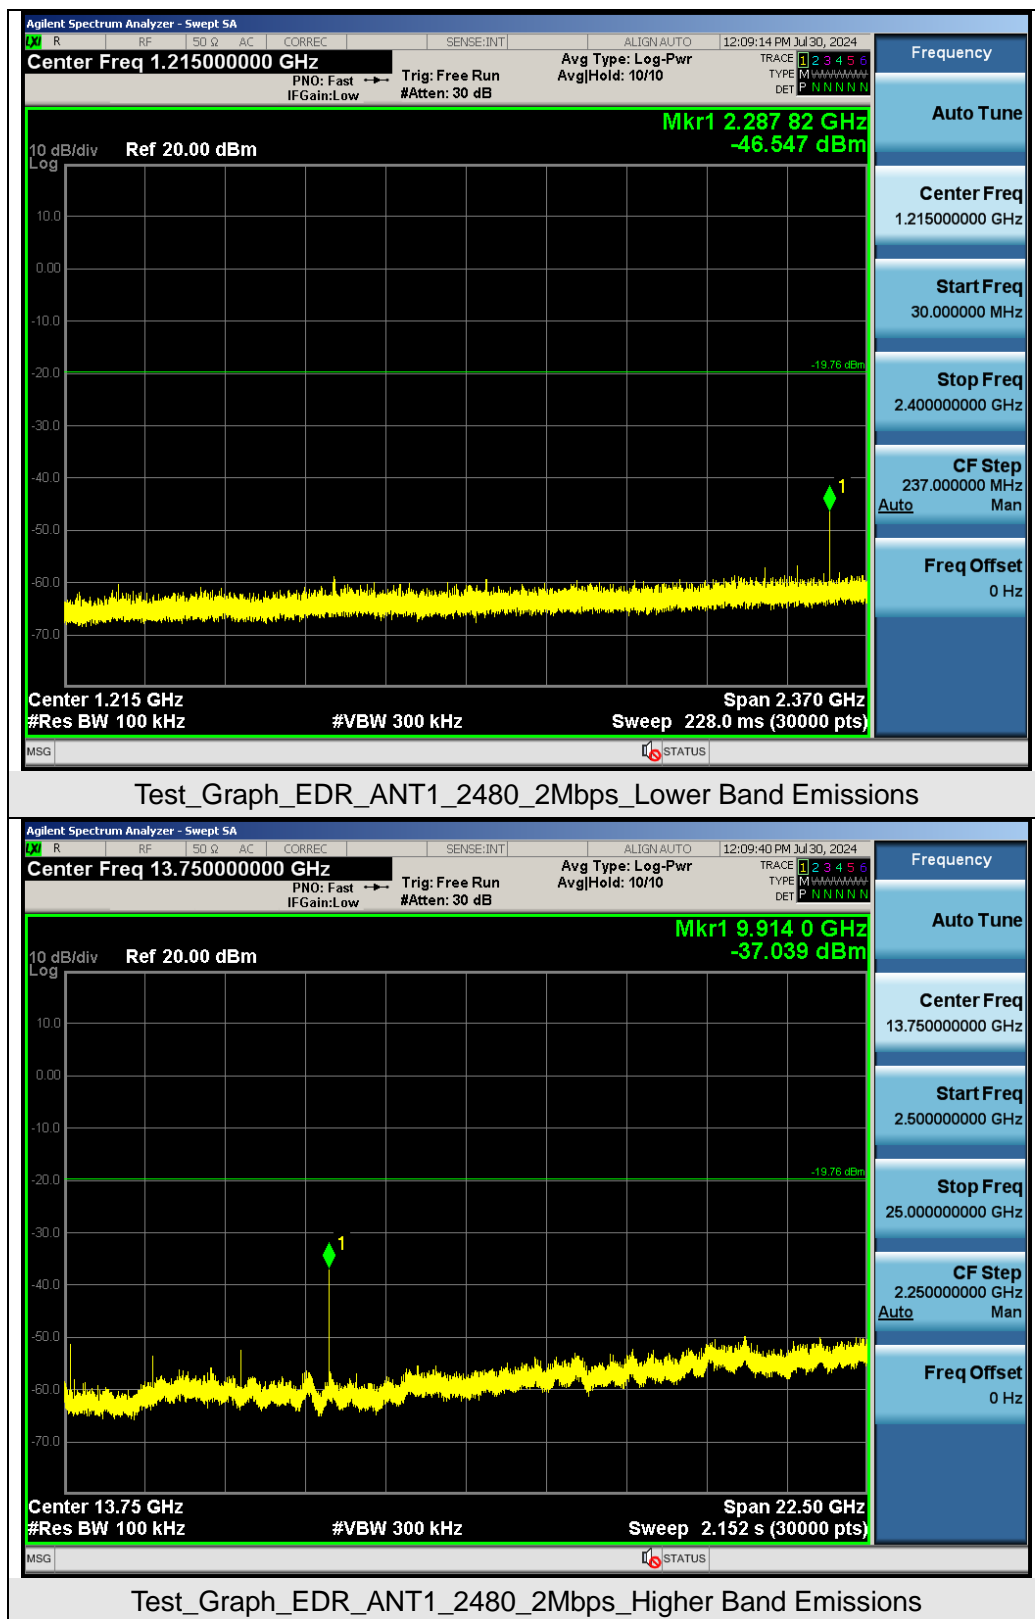 Agilent Spectrum Analyzer - Swept SA
LXI R RF 50 Ω AC CORREC SENSE:INT ALIGN AUTO 12:09:14 PM Jul 30, 2024
Center Freq 1.215000000 GHz
PNO: Fast
IFGain:Low
Trig: Free Run
#Atten: 30 dB
Avg Type: Log-Pwr
Avg|Hold: 10/10
TRACE 1 2 3 4 5 6
TYPE M
DET P N N N N N
Mkr1 2.287 82 GHz
-46.547 dBm
10 dB/div
Log
Ref 20.00 dBm
10.0
0.00
-10.0
-20.0
-30.0
-40.0
-50.0
-60.0
-70.0
-19.76 dBm
1
Center 1.215 GHz
#Res BW 100 kHz
#VBW 300 kHz
Span 2.370 GHz
Sweep 228.0 ms (30000 pts)
MSG
STATUS
Frequency
Auto Tune
Center Freq
1.215000000 GHz
Start Freq
30.000000 MHz
Stop Freq
2.400000000 GHz
CF Step
237.000000 MHz
Auto Man
Freq Offset
0 Hz
Test_Graph_EDR_ANT1_2480_2Mbps_Lower Band Emissions
Agilent Spectrum Analyzer - Swept SA
LXI R RF 50 Ω AC CORREC SENSE:INT ALIGN AUTO 12:09:40 PM Jul 30, 2024
Center Freq 13.750000000 GHz
PNO: Fast
IFGain:Low
Trig: Free Run
#Atten: 30 dB
Avg Type: Log-Pwr
Avg|Hold: 10/10
TRACE 1 2 3 4 5 6
TYPE M
DET P N N N N N
Mkr1 9.914 0 GHz
-37.039 dBm
10 dB/div
Log
Ref 20.00 dBm
10.0
0.00
-10.0
-20.0
-30.0
-40.0
-50.0
-60.0
-70.0
-19.76 dBm
1
Center 13.75 GHz
#Res BW 100 kHz
#VBW 300 kHz
Span 22.50 GHz
Sweep 2.152 s (30000 pts)
MSG
STATUS
Frequency
Auto Tune
Center Freq
13.750000000 GHz
Start Freq
2.500000000 GHz
Stop Freq
25.000000000 GHz
CF Step
2.250000000 GHz
Auto Man
Freq Offset
0 Hz
Test_Graph_EDR_ANT1_2480_2Mbps_Higher Band Emissions